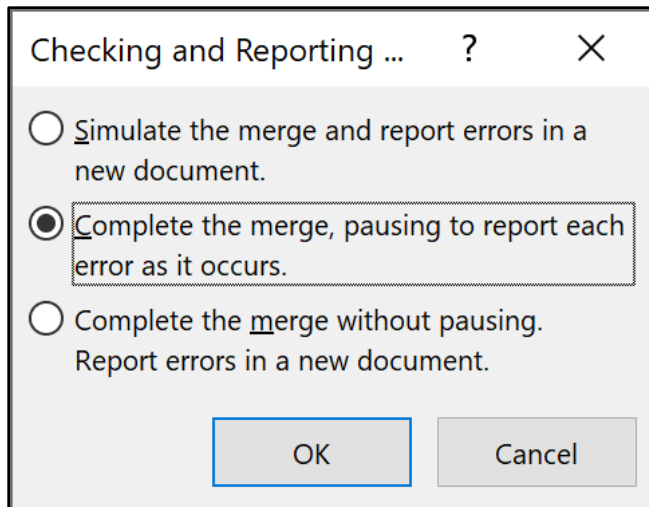 Checking and Reporting ... ?
Simulate the merge and report errors in a
new document.
Complete the merge, pausing to report each
error as it occurs.
Complete the merge without pausing.
Report errors in a new document.
OK
Cancel